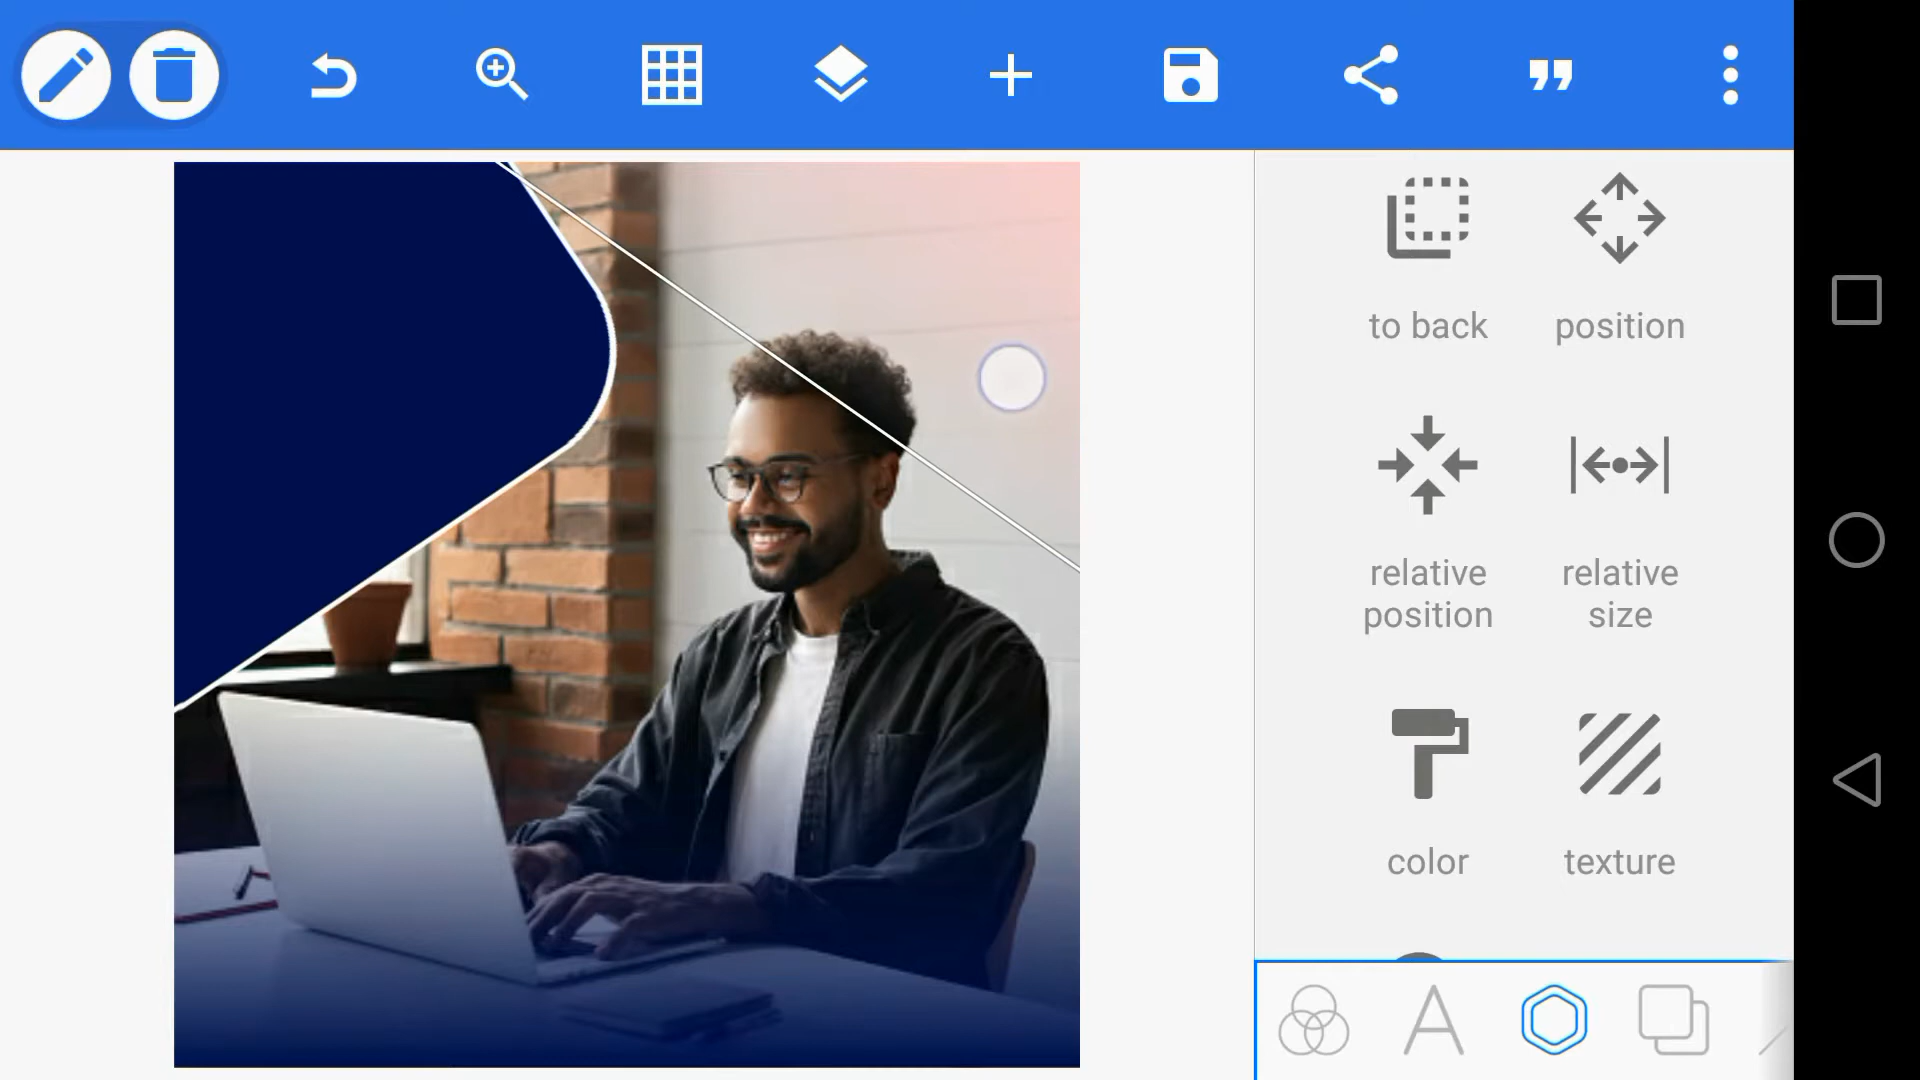 to back
position
relative
position
relative
size
color
texture